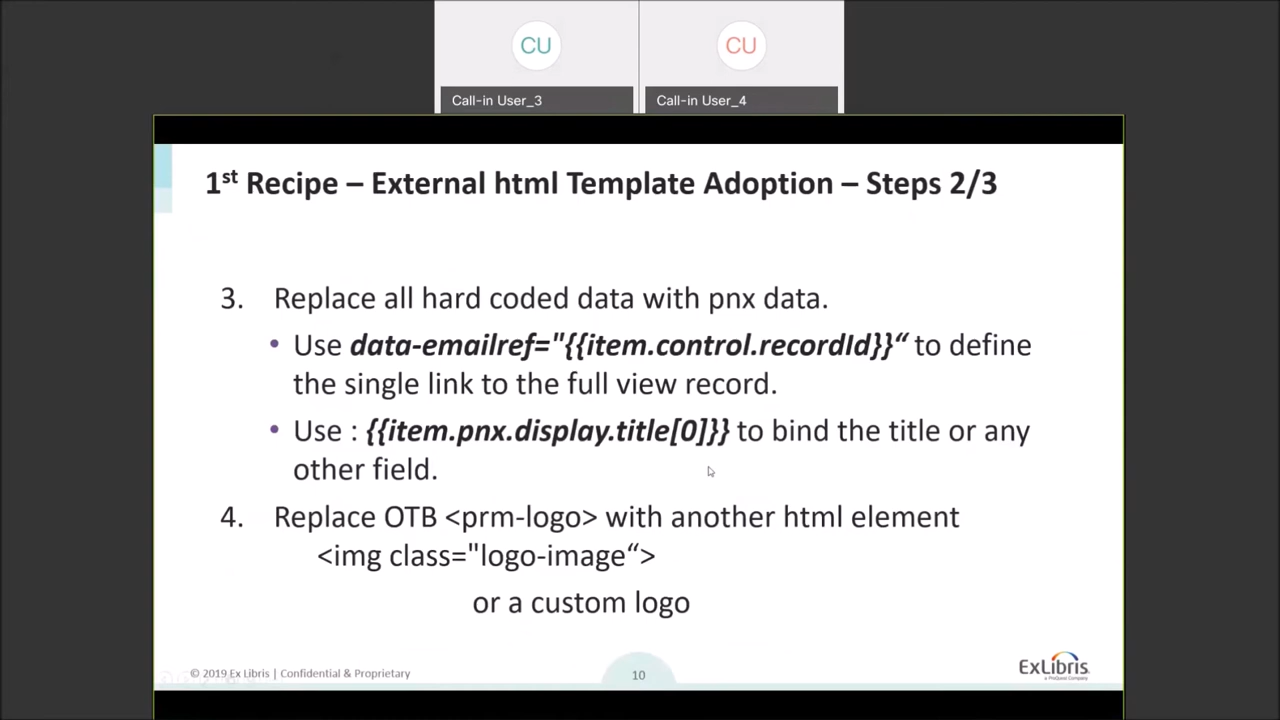 CU
CU
Call-in User_3
Call-in User_4
1st Recipe – External html Template Adoption – Steps 2/3
3. Replace all hard coded data with pnx data.
• Use data-emailref="{{item.control.recordId}}“ to define
the single link to the full view record.
• Use : {{item.pnx.display.title[0]}} to bind the title or any
other field.
4. Replace OTB <prm-logo> with another html element
<img class="logo-image“>
or a custom logo
© 2019 Ex Libris | Confidential & Proprietary
10
ExLibris
a ProQuest Company